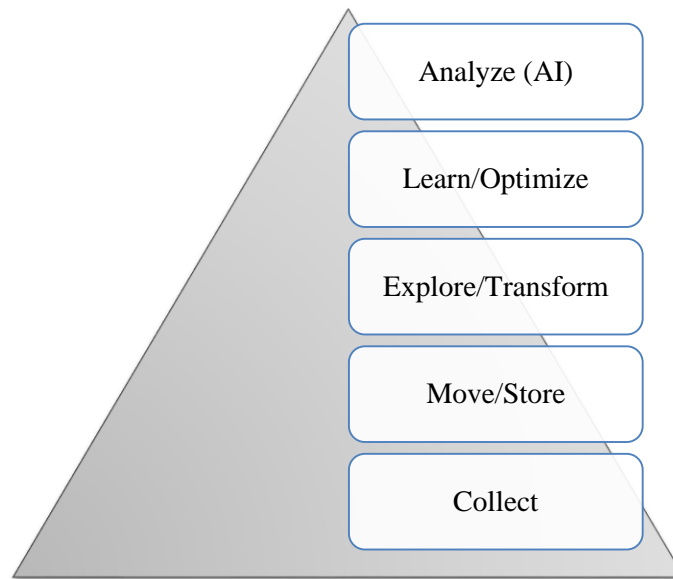 Analyze (AI)
Learn/Optimize
Explore/Transform
Move/Store
Collect